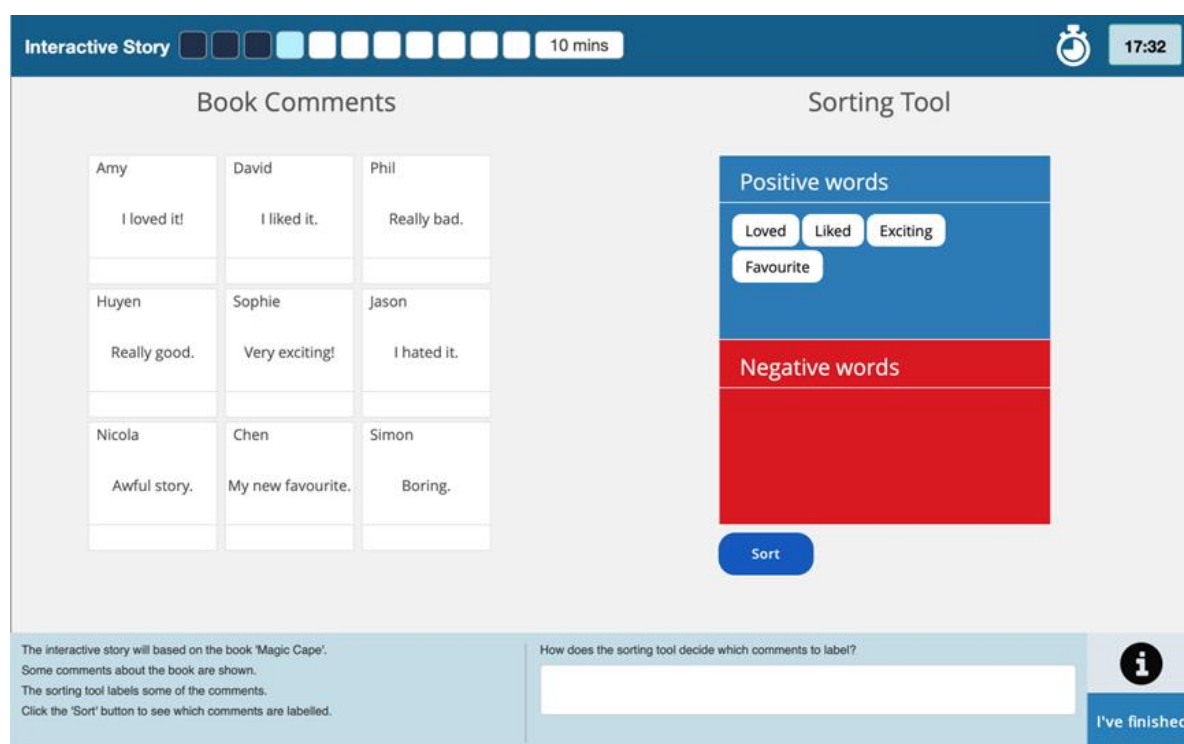 Interactive Story 10 mins 17:32
Book Comments
Sorting Tool
Amy
I loved it!
David
I liked it.
Phil
Really bad.
Huyen
Really good.
Sophie
Very exciting!
Jason
I hated it.
Nicola
Awful story.
Chen
My new favourite.
Simon
Boring.
Positive words
Loved Liked Exciting
Favourite
Negative words
Sort
The interactive story will based on the book 'Magic Cape'.
Some comments about the book are shown.
The sorting tool labels some of the comments.
Click the 'Sort' button to see which comments are labelled.
How does the sorting tool decide which comments to label?
i
I've finished